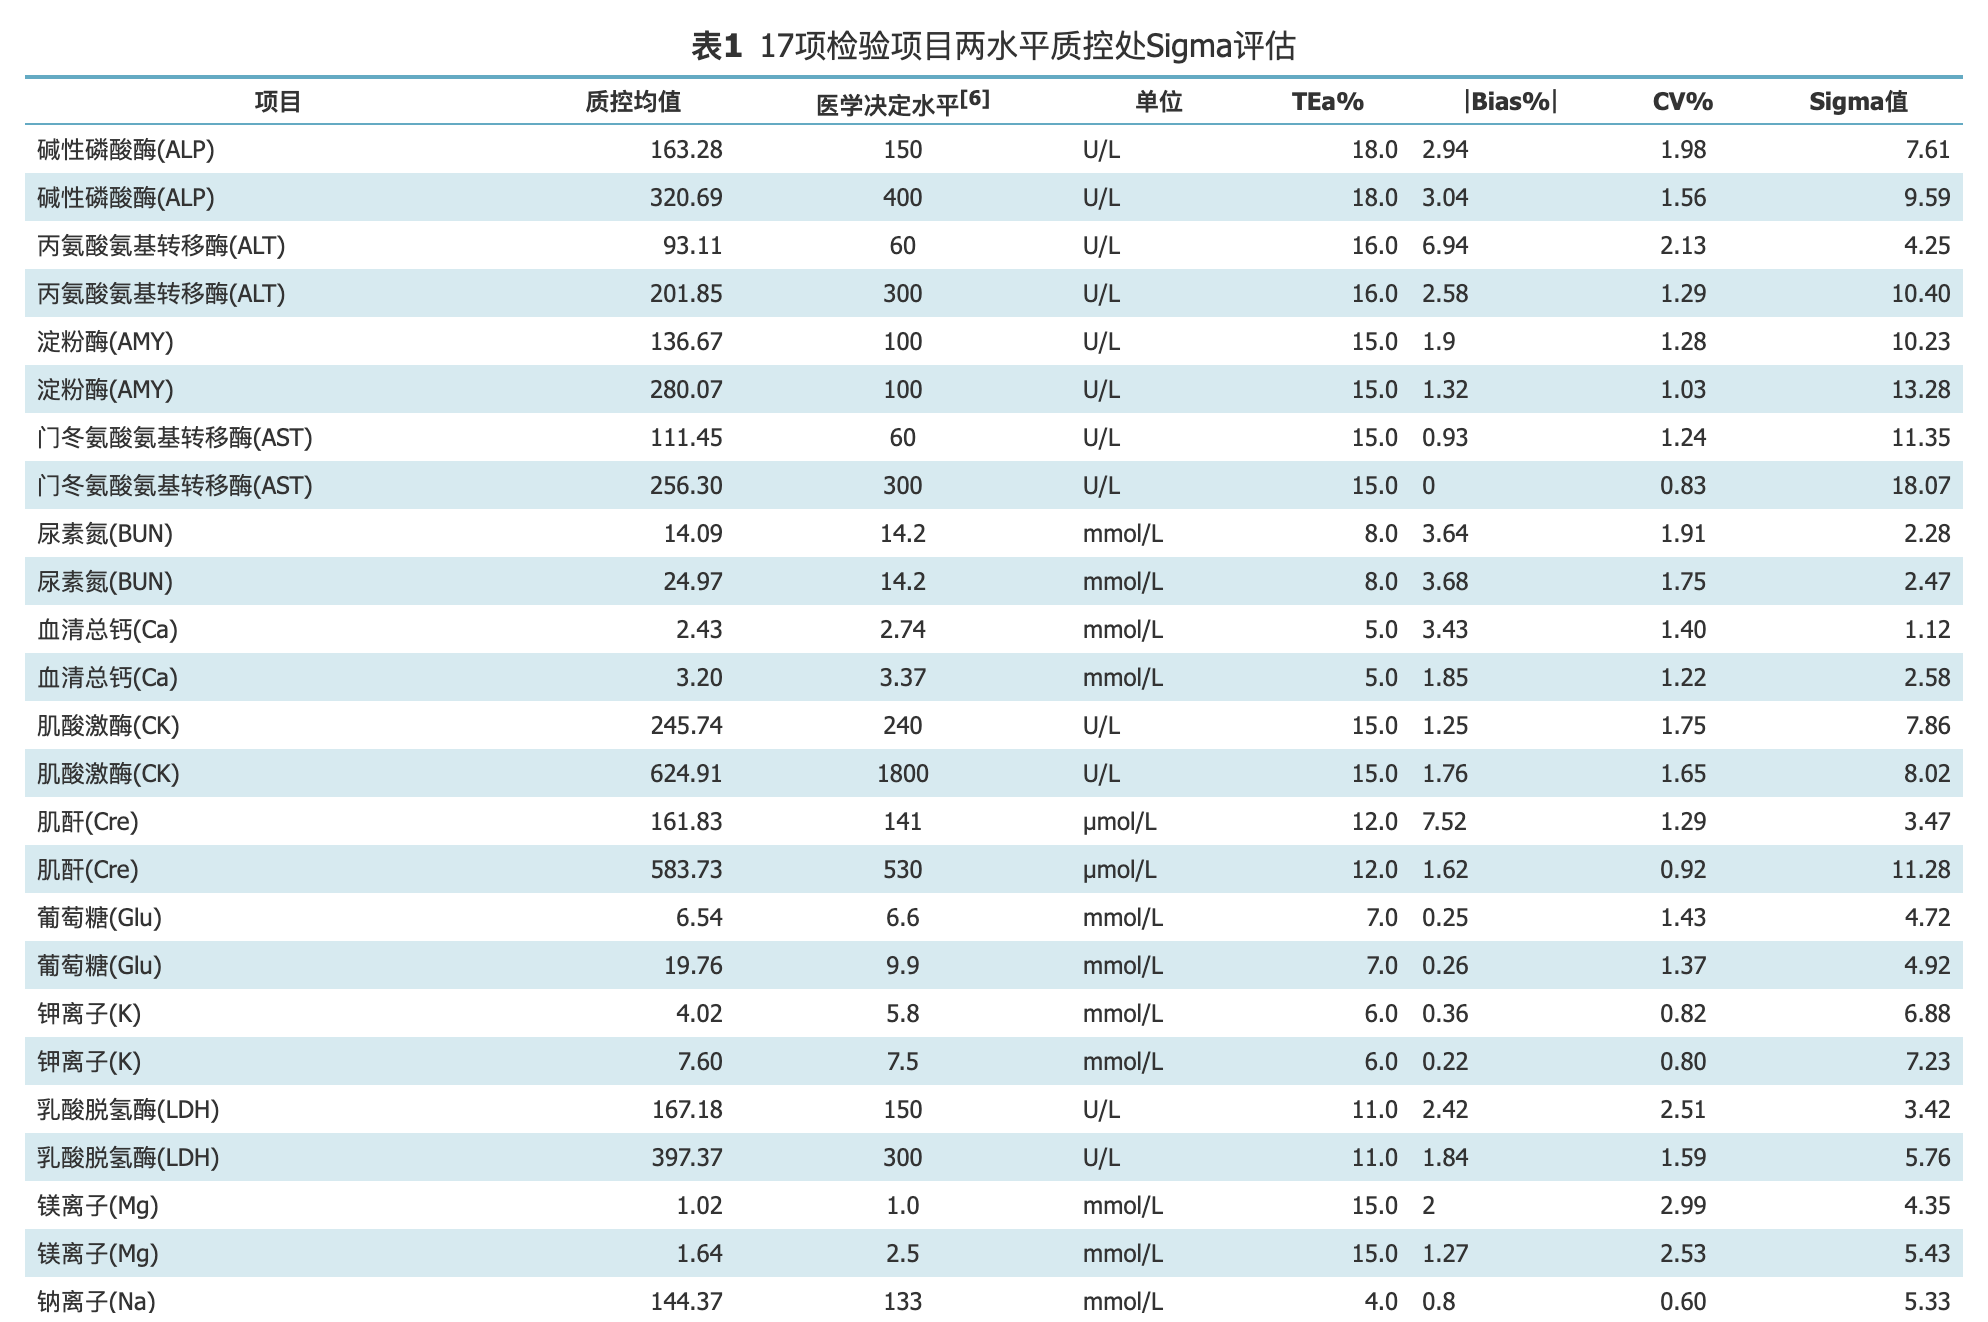 表1 17项检验项目两水平质控处Sigma评估
项目 质控均值 医学决定水平[6] 单位 TEa% |Bias%| CV% Sigma值
碱性磷酸酶(ALP) 163.28 150 U/L 18.0 2.94 1.98 7.61
碱性磷酸酶(ALP) 320.69 400 U/L 18.0 3.04 1.56 9.59
丙氨酸氨基转移酶(ALT) 93.11 60 U/L 16.0 6.94 2.13 4.25
丙氨酸氨基转移酶(ALT) 201.85 300 U/L 16.0 2.58 1.29 10.40
淀粉酶(AMY) 136.67 100 U/L 15.0 1.9 1.28 10.23
淀粉酶(AMY) 280.07 100 U/L 15.0 1.32 1.03 13.28
门冬氨酸氨基转移酶(AST) 111.45 60 U/L 15.0 0.93 1.24 11.35
门冬氨酸氨基转移酶(AST) 256.30 300 U/L 15.0 0 0.83 18.07
尿素氮(BUN) 14.09 14.2 mmol/L 8.0 3.64 1.91 2.28
尿素氮(BUN) 24.97 14.2 mmol/L 8.0 3.68 1.75 2.47
血清总钙(Ca) 2.43 2.74 mmol/L 5.0 3.43 1.40 1.12
血清总钙(Ca) 3.20 3.37 mmol/L 5.0 1.85 1.22 2.58
肌酸激酶(CK) 245.74 240 U/L 15.0 1.25 1.75 7.86
肌酸激酶(CK) 624.91 1800 U/L 15.0 1.76 1.65 8.02
肌酐(Cre) 161.83 141 μmol/L 12.0 7.52 1.29 3.47
肌酐(Cre) 583.73 530 μmol/L 12.0 1.62 0.92 11.28
葡萄糖(Glu) 6.54 6.6 mmol/L 7.0 0.25 1.43 4.72
葡萄糖(Glu) 19.76 9.9 mmol/L 7.0 0.26 1.37 4.92
钾离子(K) 4.02 5.8 mmol/L 6.0 0.36 0.82 6.88
钾离子(K) 7.60 7.5 mmol/L 6.0 0.22 0.80 7.23
乳酸脱氢酶(LDH) 167.18 150 U/L 11.0 2.42 2.51 3.42
乳酸脱氢酶(LDH) 397.37 300 U/L 11.0 1.84 1.59 5.76
镁离子(Mg) 1.02 1.0 mmol/L 15.0 2 2.99 4.35
镁离子(Mg) 1.64 2.5 mmol/L 15.0 1.27 2.53 5.43
钠离子(Na) 144.37 133 mmol/L 4.0 0.8 0.60 5.33